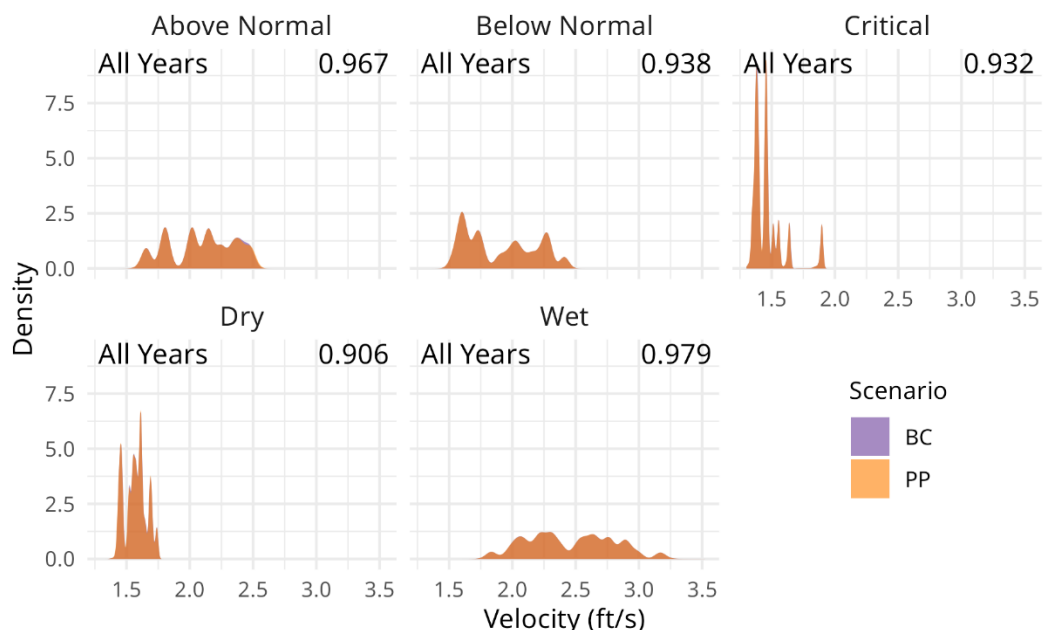 Above Normal
Below Normal
Critical
All Years 0.967
All Years 0.938
All Years 0.932
7.5
5.0
2.5
0.0
1.5 2.0 2.5 3.0 3.5
Density
Dry
Wet
All Years 0.906
All Years 0.979
7.5
5.0
2.5
0.0
1.5 2.0 2.5 3.0 3.5
1.5 2.0 2.5 3.0 3.5
Velocity (ft/s)
Scenario
BC
PP